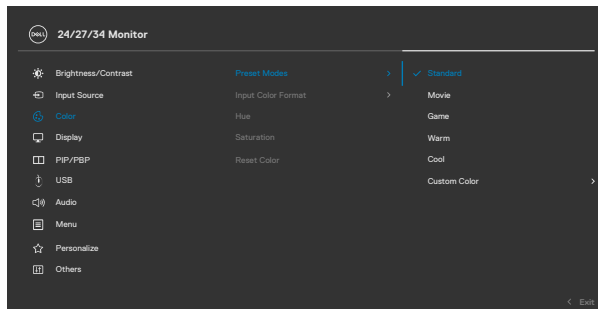 DELL 24/27/34 Monitor
Brightness/Contrast Preset Modes > ✓ Standard
Input Source Input Color Format > Movie
Color Hue Game
Display Saturation Warm
PIP/PBP Reset Color Cool
USB Custom Color >
Audio
Menu
Personalize
Others
< Exit